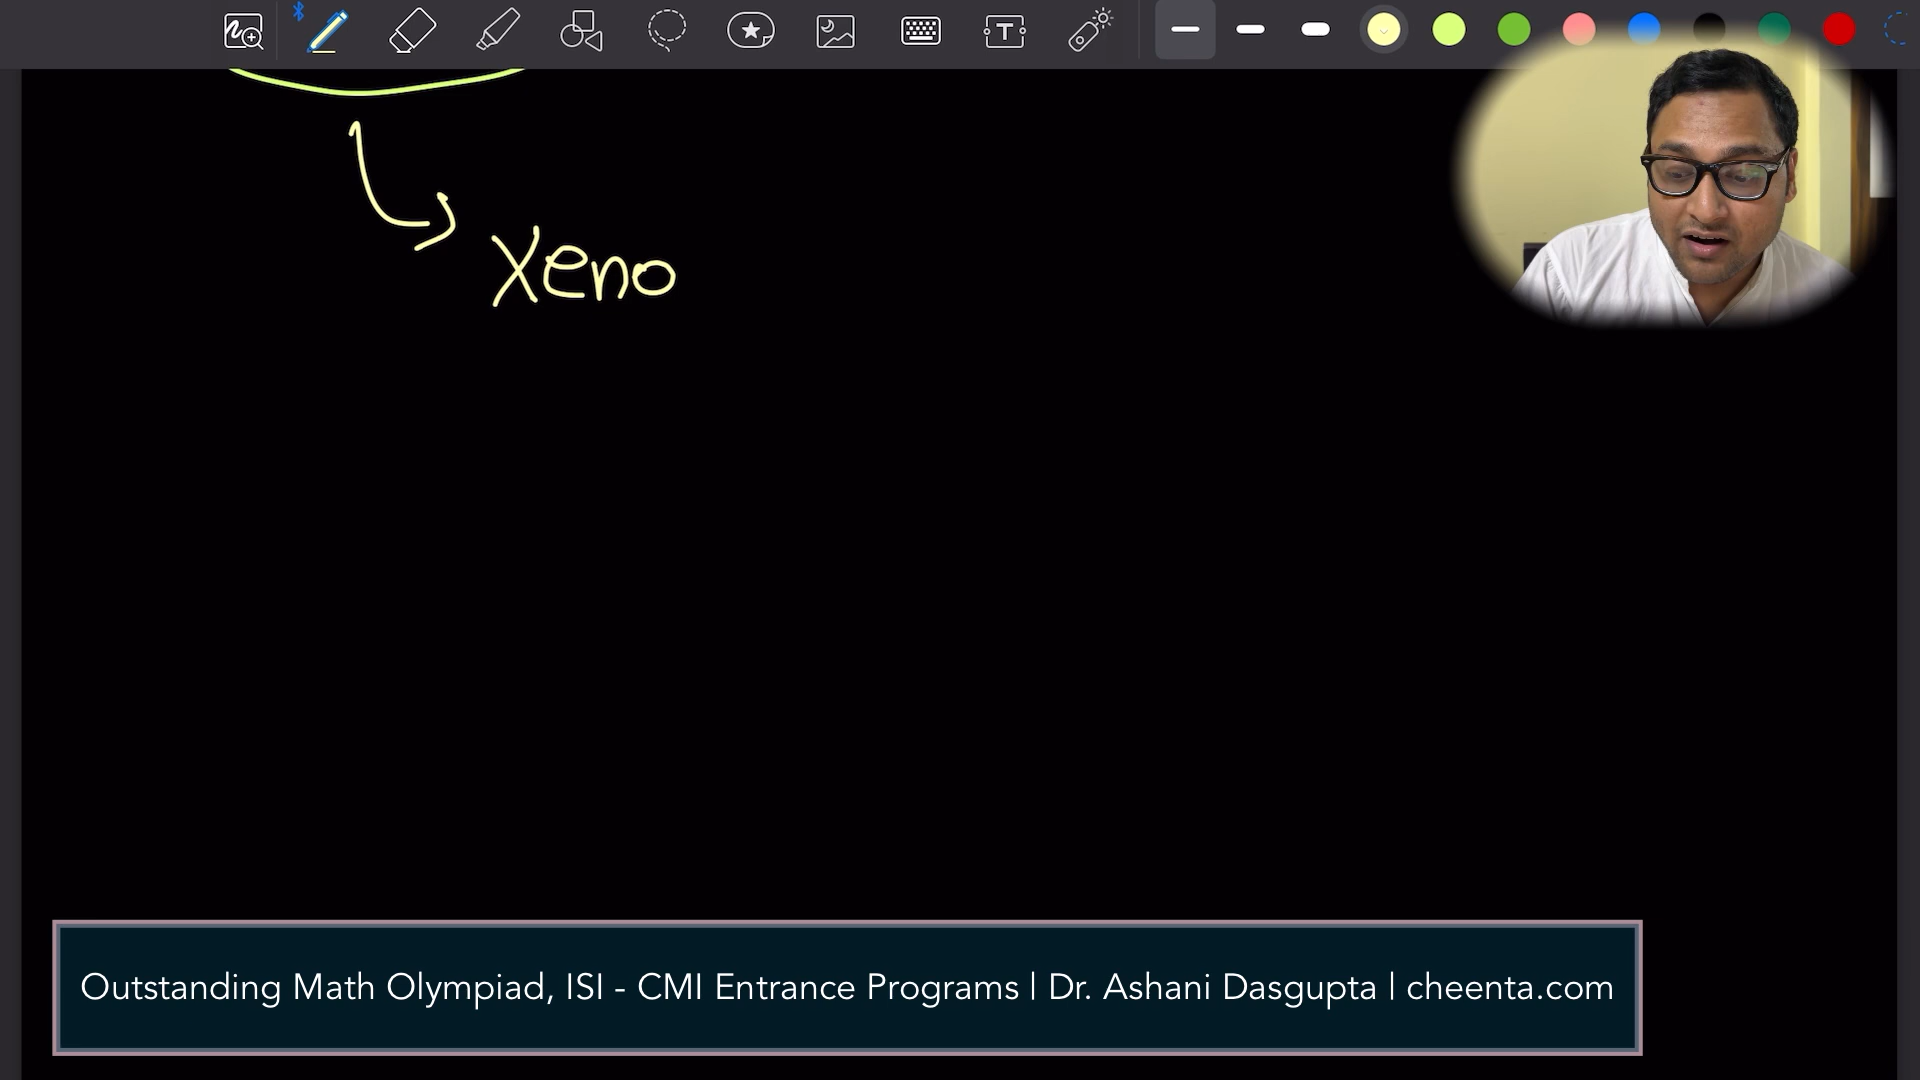 Xeno
Outstanding Math Olympiad, ISI - CMI Entrance Programs | Dr. Ashani Dasgupta | cheenta.com